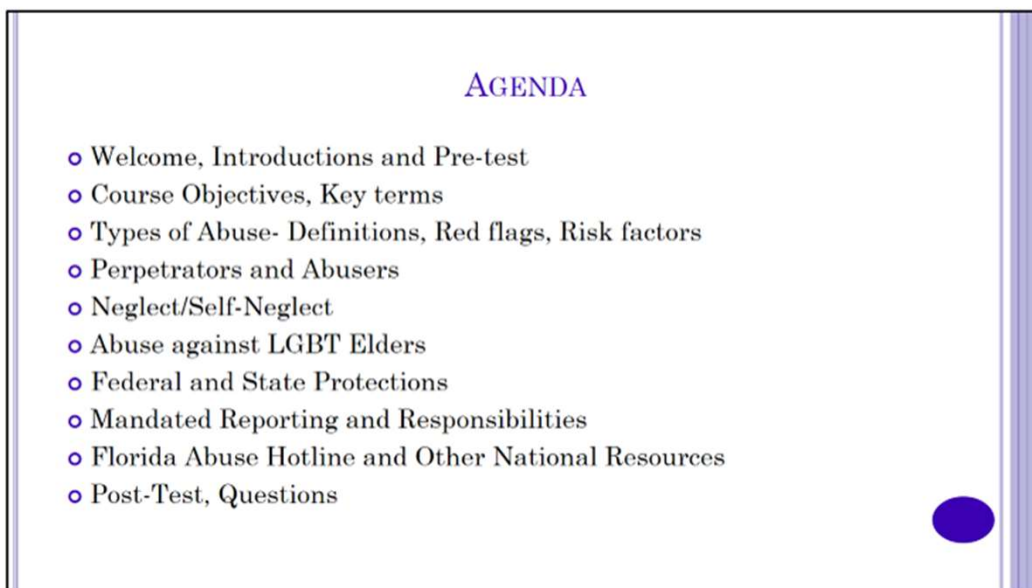 AGENDA
Welcome, Introductions and Pre-test
Course Objectives, Key terms
Types of Abuse- Definitions, Red flags, Risk factors
Perpetrators and Abusers
Neglect/Self-Neglect
Abuse against LGBT Elders
Federal and State Protections
Mandated Reporting and Responsibilities
Florida Abuse Hotline and Other National Resources
Post-Test, Questions